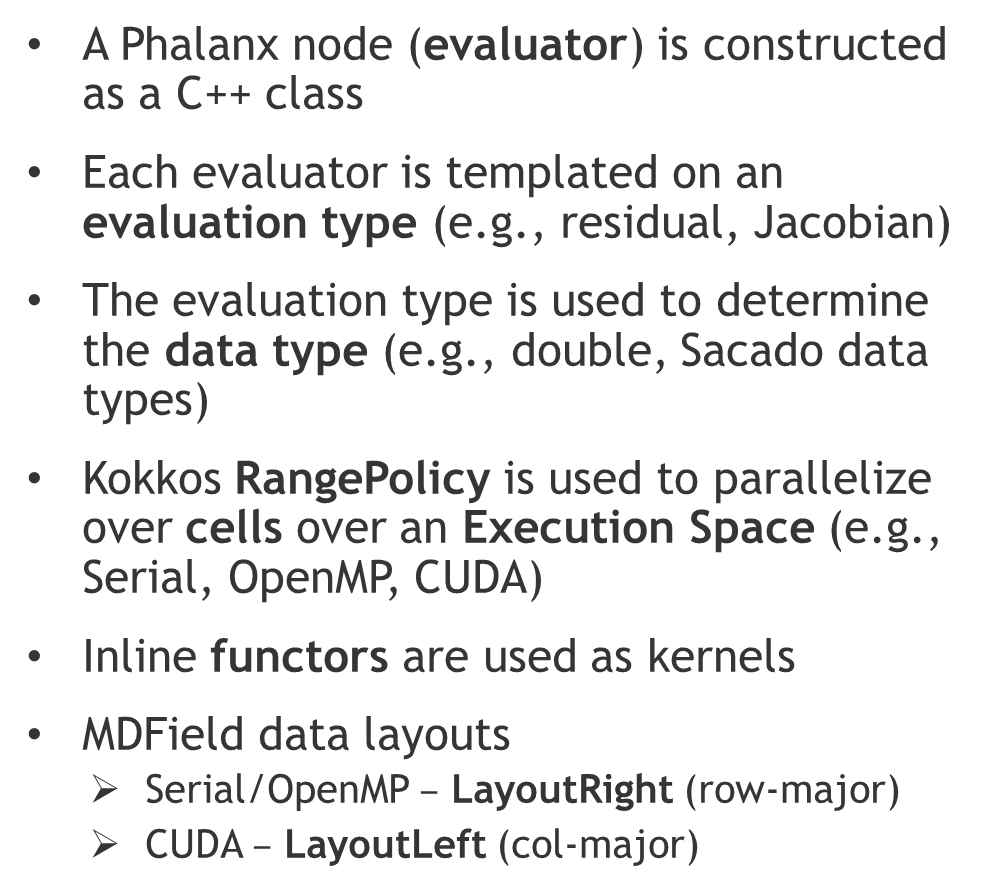 • A Phalanx node (evaluator) is constructed
as a C++ class
• Each evaluator is templated on an
evaluation type (e.g., residual, Jacobian)
• The evaluation type is used to determine
the data type (e.g., double, Sacado data
types)
• Kokkos RangePolicy is used to parallelize
over cells over an Execution Space (e.g.,
Serial, OpenMP, CUDA)
• Inline functors are used as kernels
• MDField data layouts
➢ Serial/OpenMP – LayoutRight (row-major)
➢ CUDA – LayoutLeft (col-major)